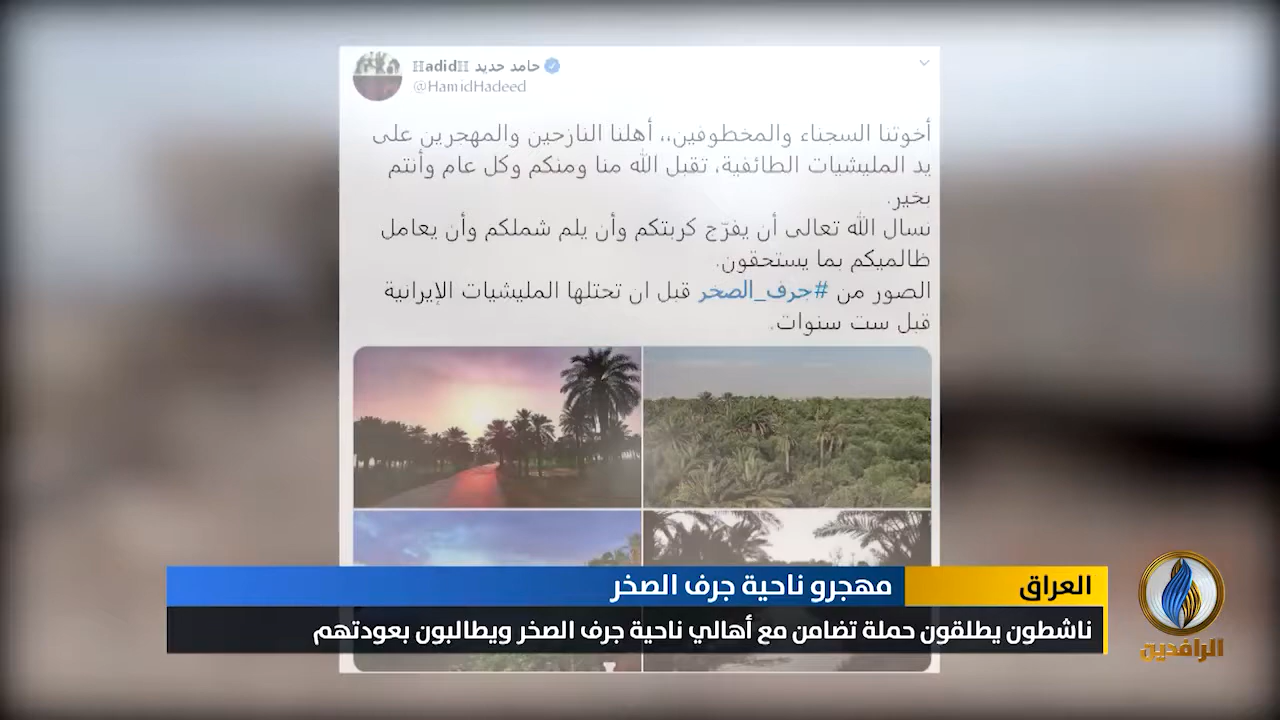 حامد حديد ℍadidℍ
@HamidHadeed
أخوتنا السجناء والمخطوفين،، أهلنا النازحين والمهجرين على
يد المليشيات الطائفية، تقبل الله منا ومنكم وكل عام وأنتم
بخير.
نسال الله تعالى أن يفرّج كربتكم وأن يلم شملكم وأن يعامل
ظالميكم بما يستحقون.
الصور من #جرف_الصخر قبل ان تحتلها المليشيات الإيرانية
قبل ست سنوات.
العراق
مهجرو ناحية جرف الصخر
ناشطون يطلقون حملة تضامن مع أهالي ناحية جرف الصخر ويطالبون بعودتهم
الرافدين